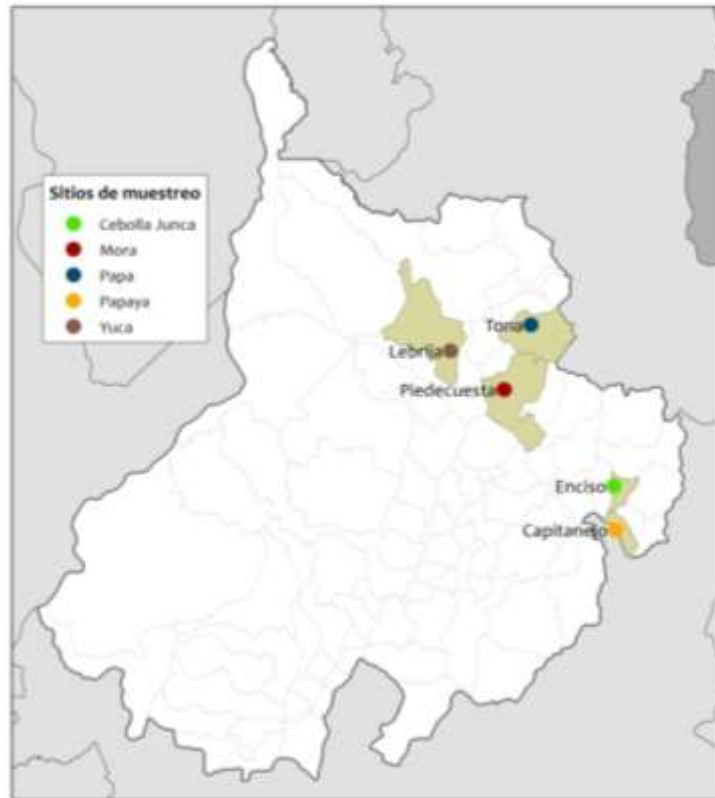 Sitios de muestreo
Cebolla Junca
Mora
Papa
Papaya
Yuca
Tona
Lebrija
Piedecuesta
Enciso
Capitanejo